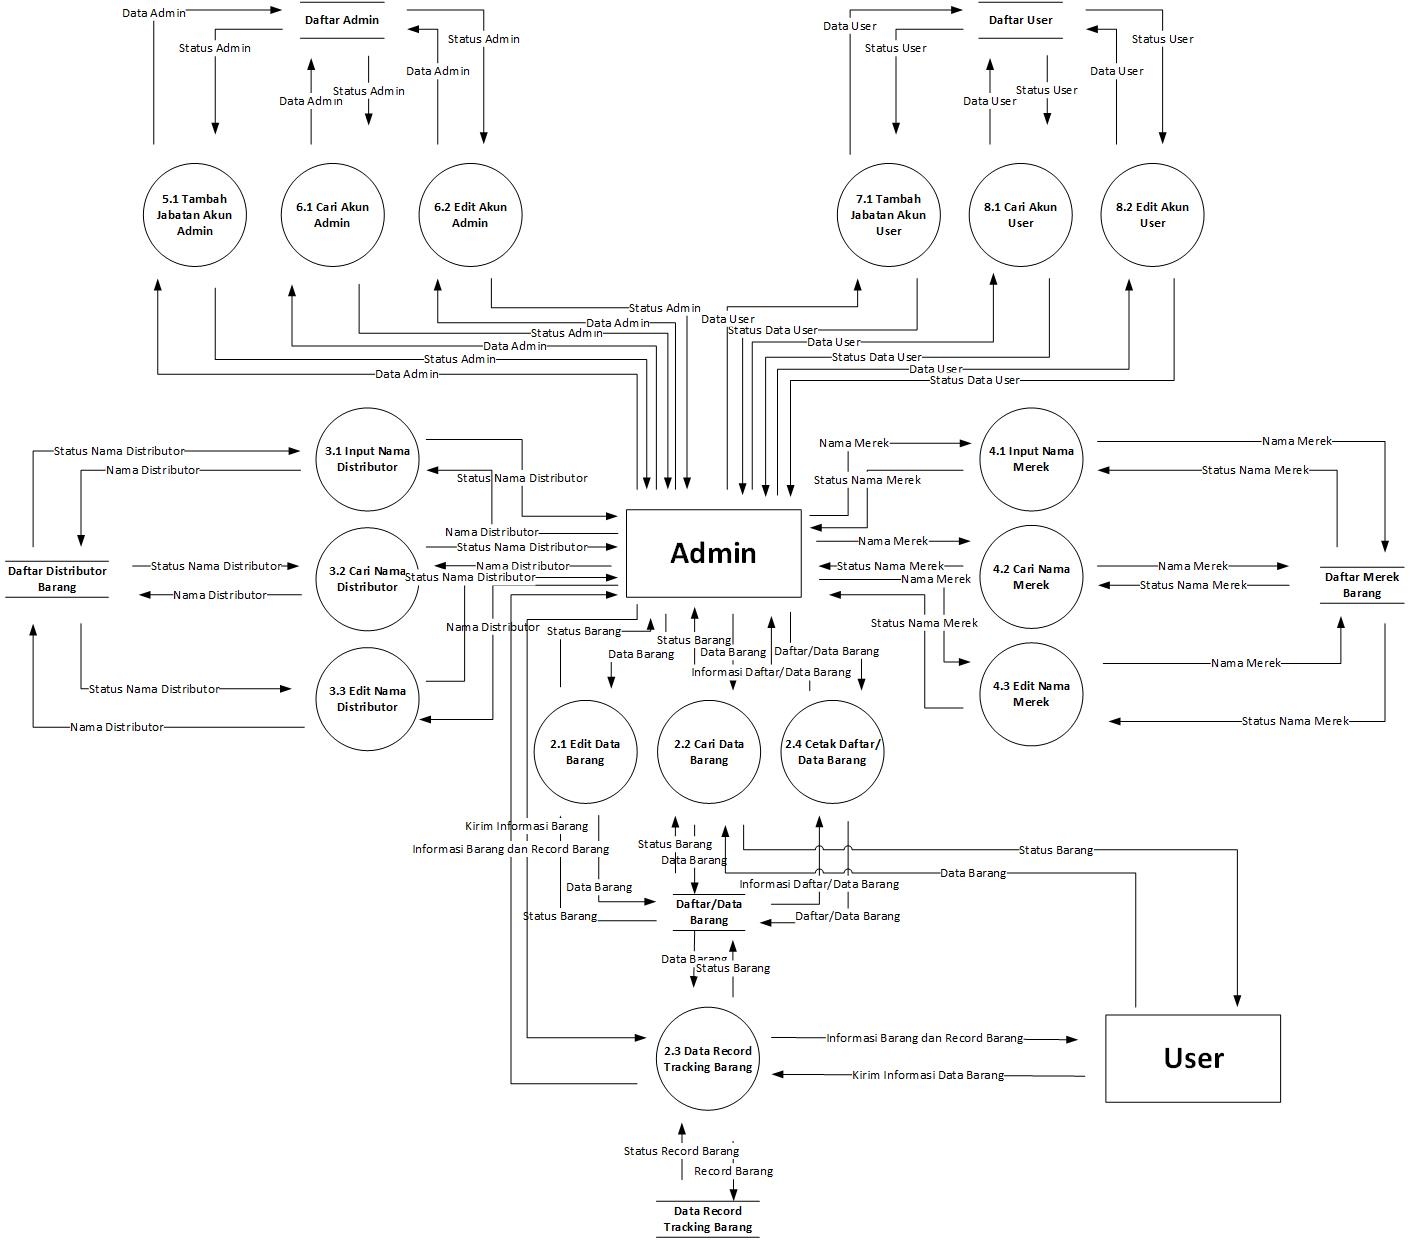 Data Admin
Daftar Admin
Status Admin
Status Admin
Data Admin
Status Admin
Data Admin
Data User
Daftar User
Status User
Status User
Data User
Status User
Data User
5.1 Tambah
Jabatan Akun
Admin
6.1 Cari Akun
Admin
6.2 Edit Akun
Admin
7.1 Tambah
Jabatan Akun
User
8.1 Cari Akun
User
8.2 Edit Akun
User
Status Admin
Data Admin
Status Admin
Data Admin
Status Admin
Data Admin
Data User
Status Data User
Data User
Status Data User
Data User
Status Data User
Status Nama Distributor
Nama Distributor
3.1 Input Nama
Distributor
Status Nama Distributor
Nama Merek
Status Nama Merek
4.1 Input Nama
Merek
Nama Merek
Status Nama Merek
Admin
Nama Distributor
Status Nama Distributor
Nama Distributor
Status Nama Distributor
Nama Distributor
Daftar Distributor
Barang
Status Nama Distributor
Nama Distributor
3.2 Cari Nama
Distributor
Nama Merek
Status Nama Merek
Nama Merek
Status Nama Merek
4.2 Cari Nama
Merek
Nama Merek
Status Nama Merek
Daftar Merek
Barang
Status Nama Distributor
Nama Distributor
3.3 Edit Nama
Distributor
4.3 Edit Nama
Merek
Nama Merek
Status Nama Merek
Status Barang
Data Barang
Status Barang
Data Barang
Daftar/Data Barang
Informasi Daftar/Data Barang
2.1 Edit Data
Barang
2.2 Cari Data
Barang
2.4 Cetak Daftar/
Data Barang
Kirim Informasi Barang
Informasi Barang dan Record Barang
Status Barang
Data Barang
Status Barang
Data Barang
Data Barang
Informasi Daftar/Data Barang
Status Barang
Daftar/Data
Barang
Daftar/Data Barang
Data Barang
Status Barang
2.3 Data Record
Tracking Barang
Informasi Barang dan Record Barang
Kirim Informasi Data Barang
User
Status Record Barang
Record Barang
Data Record
Tracking Barang